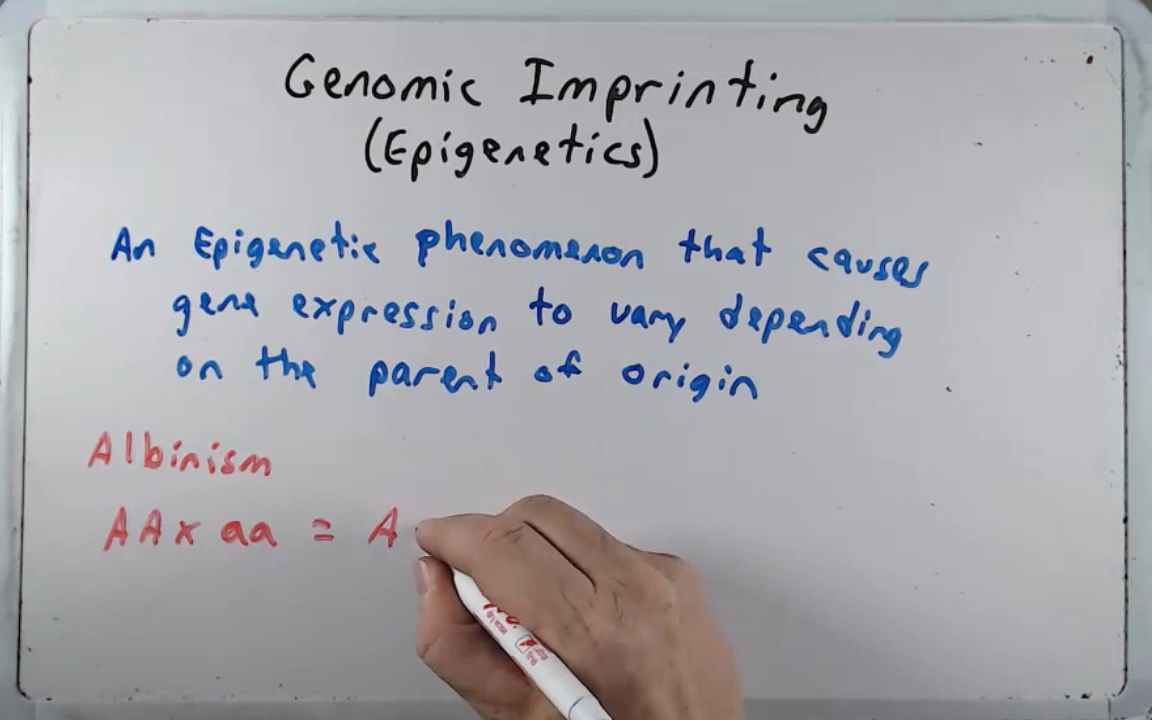 Genomic Imprinting
(Epigenetics)
An Epigenetic phenomenon that causes
gene expression to vary depending
on the parent of origin
Albinism
AA x aa = A